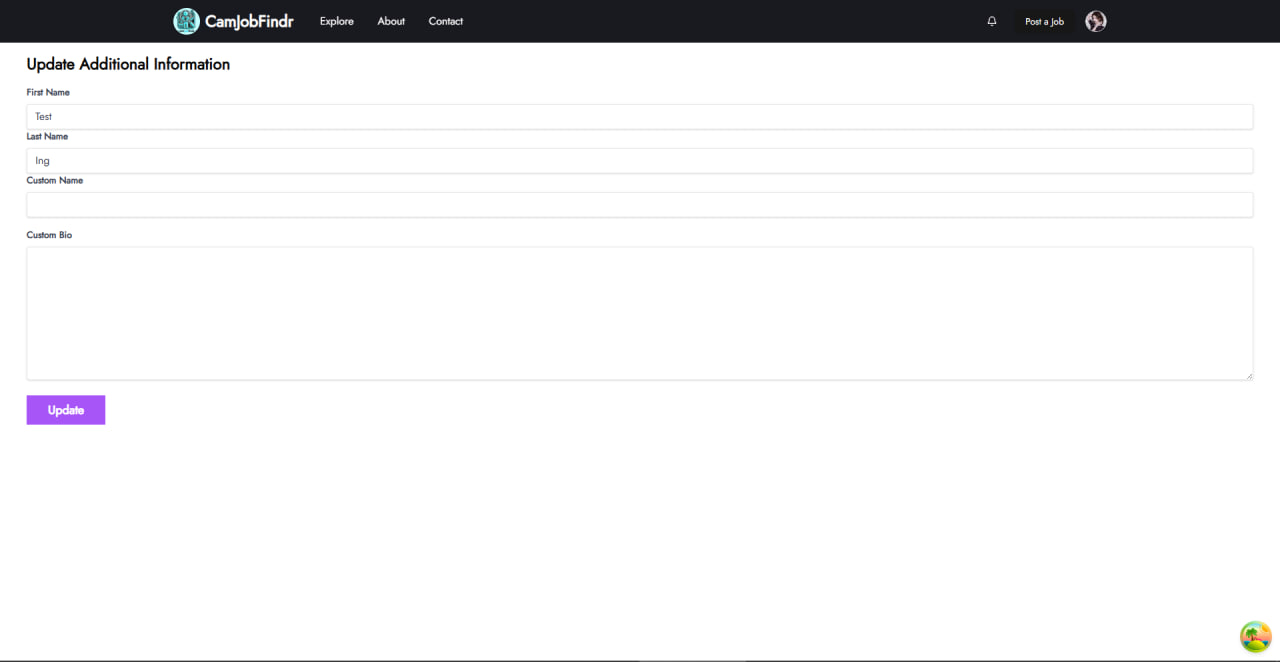 CamJobFindr Explore About Contact Post a Job
Update Additional Information
First Name
Test
Last Name
Ing
Custom Name
Custom Bio
Update